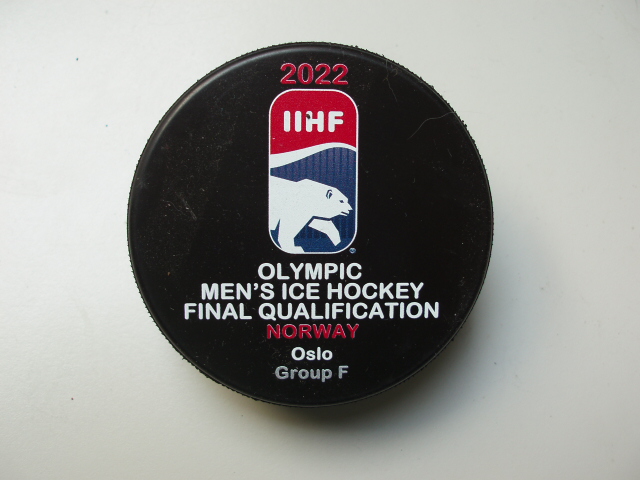 2022
IIHF
OLYMPIC
MEN'S ICE HOCKEY
FINAL QUALIFICATION
NORWAY
Oslo
Group F